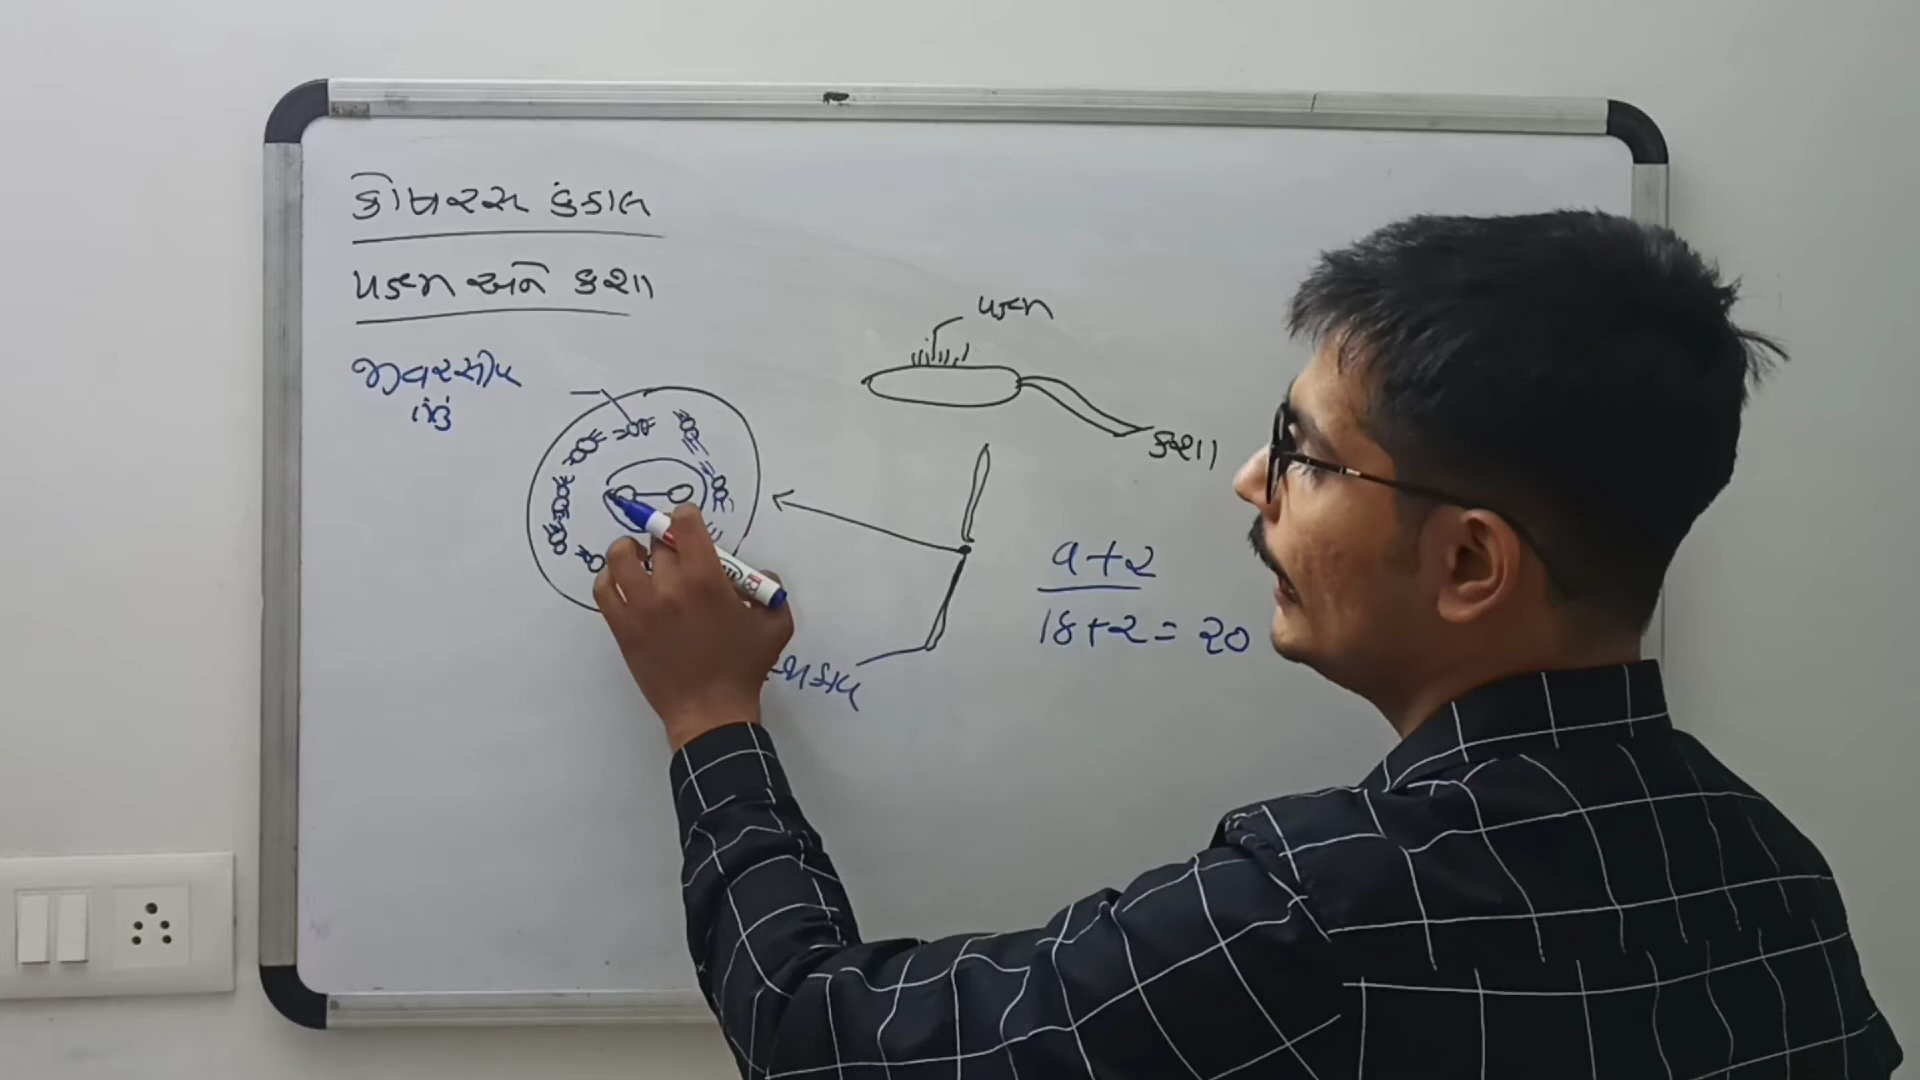 કોષરસ કંકાલ
પક્ષ્મ અને કશા
જીવરસીય
તંતુ
પક્ષ્મ
કશા
9+2
18+2=20